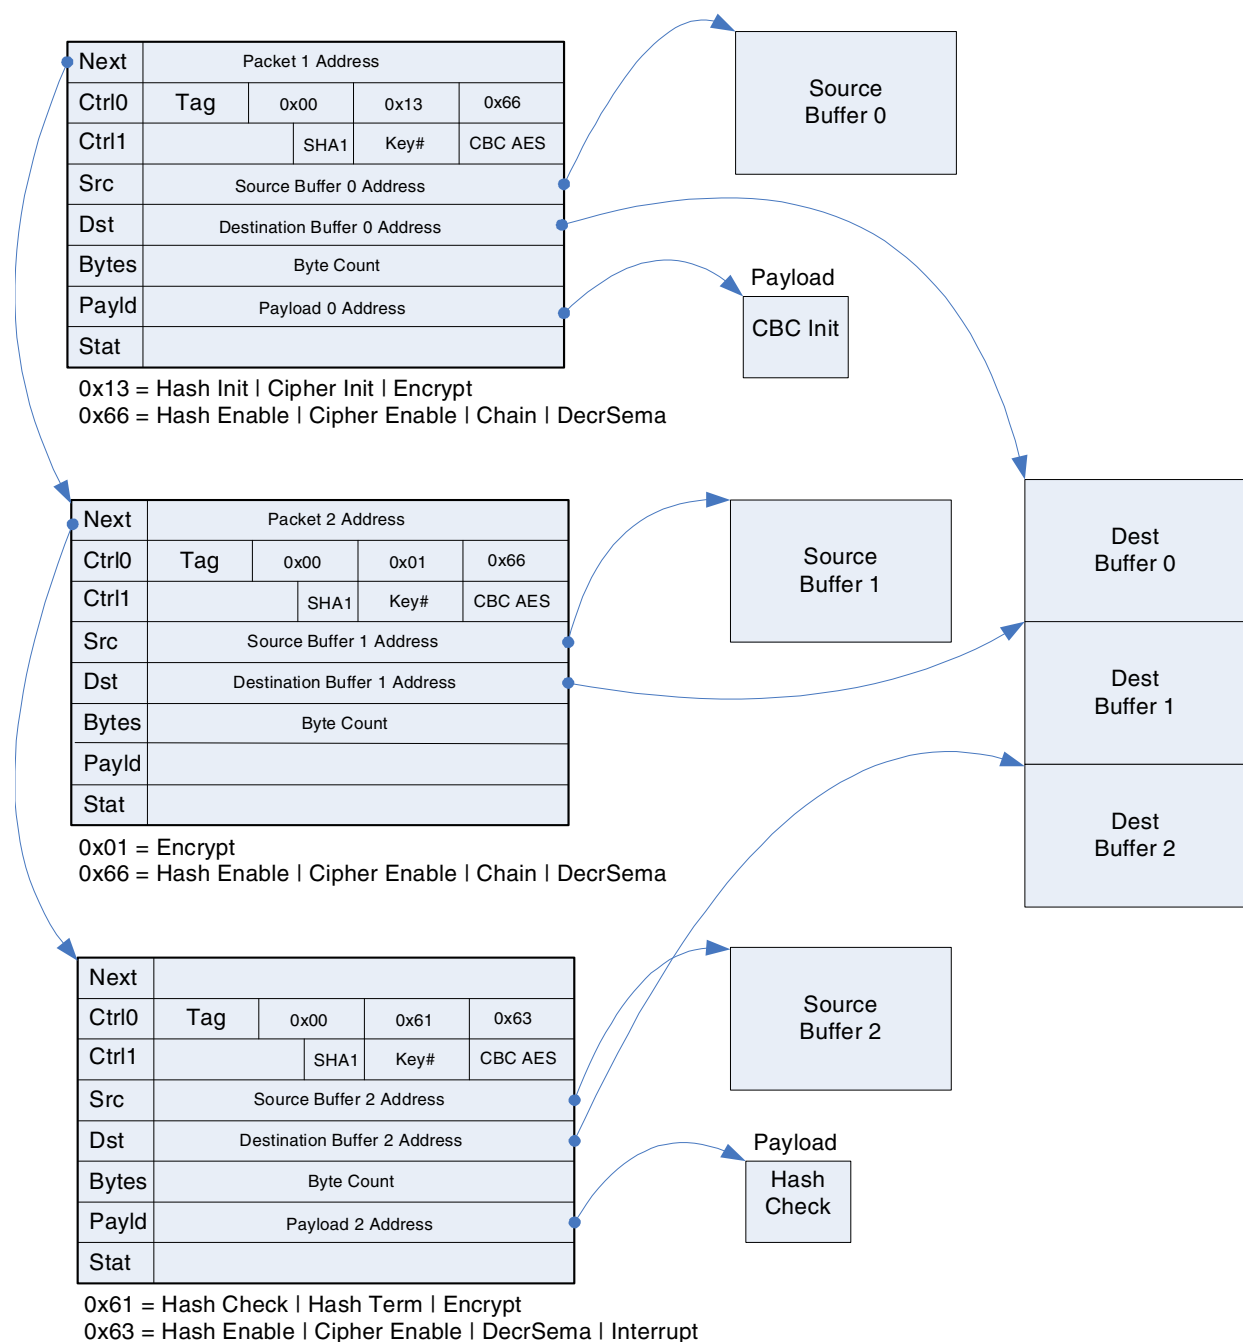 Next Packet 1 Address
Ctrl0 Tag 0x00 0x13 0x66
Ctrl1 SHA1 Key# CBC AES
Src Source Buffer 0 Address
Dst Destination Buffer 0 Address
Bytes Byte Count
Payld Payload 0 Address
Stat
0x13 = Hash Init | Cipher Init | Encrypt
0x66 = Hash Enable | Cipher Enable | Chain | DecrSema
Source
Buffer 0
Payload
CBC Init
Next Packet 2 Address
Ctrl0 Tag 0x00 0x01 0x66
Ctrl1 SHA1 Key# CBC AES
Src Source Buffer 1 Address
Dst Destination Buffer 1 Address
Bytes Byte Count
Payld
Stat
0x01 = Encrypt
0x66 = Hash Enable | Cipher Enable | Chain | DecrSema
Source
Buffer 1
Dest
Buffer 0
Dest
Buffer 1
Dest
Buffer 2
Next
Ctrl0 Tag 0x00 0x61 0x63
Ctrl1 SHA1 Key# CBC AES
Src Source Buffer 2 Address
Dst Destination Buffer 2 Address
Bytes Byte Count
Payld Payload 2 Address
Stat
0x61 = Hash Check | Hash Term | Encrypt
0x63 = Hash Enable | Cipher Enable | DecrSema | Interrupt
Source
Buffer 2
Payload
Hash
Check